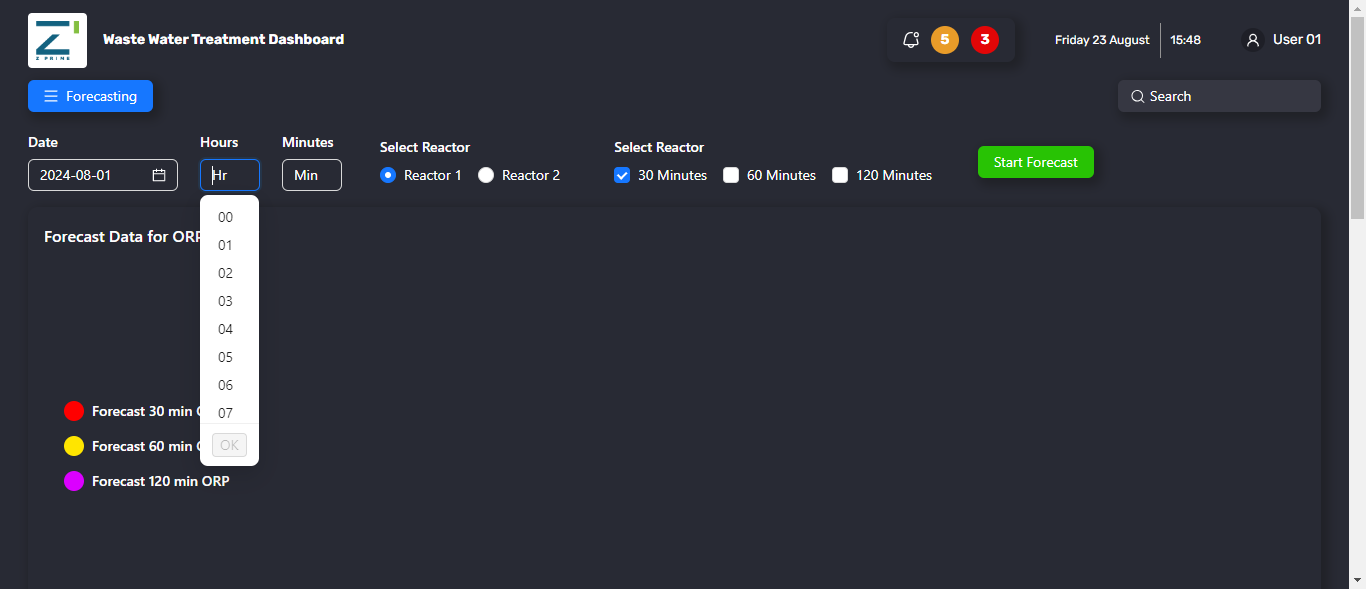 Z PRIME
Waste Water Treatment Dashboard
5 3
Friday 23 August 15:48
User 01
Forecasting
Search
Date Hours Minutes Select Reactor Select Reactor
2024-08-01 Hr Min Reactor 1 Reactor 2 30 Minutes 60 Minutes 120 Minutes
Start Forecast
00
01
02
03
04
05
06
07
OK
Forecast Data for ORP
Forecast 30 min
Forecast 60 min
Forecast 120 min ORP